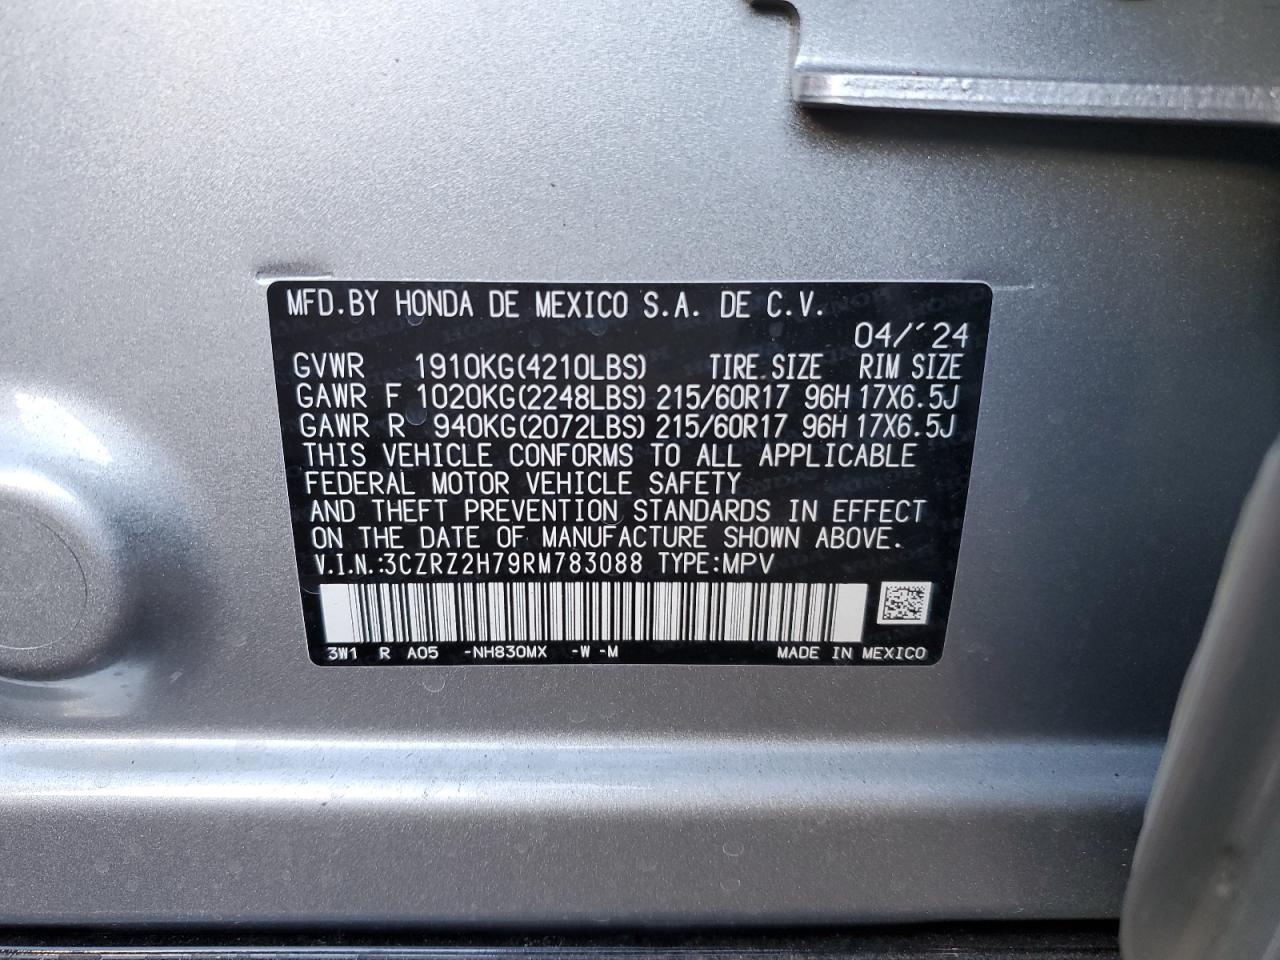 MFD.BY HONDA DE MEXICO S.A. DE C.V.
04/´24
GVWR 1910KG(4210LBS) TIRE SIZE RIM SIZE
GAWR F 1020KG(2248LBS) 215/60R17 96H 17X6.5J
GAWR R 940KG(2072LBS) 215/60R17 96H 17X6.5J
THIS VEHICLE CONFORMS TO ALL APPLICABLE
FEDERAL MOTOR VEHICLE SAFETY
AND THEFT PREVENTION STANDARDS IN EFFECT
ON THE DATE OF MANUFACTURE SHOWN ABOVE.
V.I.N.:3CZRZ2H79RM783088 TYPE:MPV
3W1 R A05 -NH830MX -W -M MADE IN MEXICO